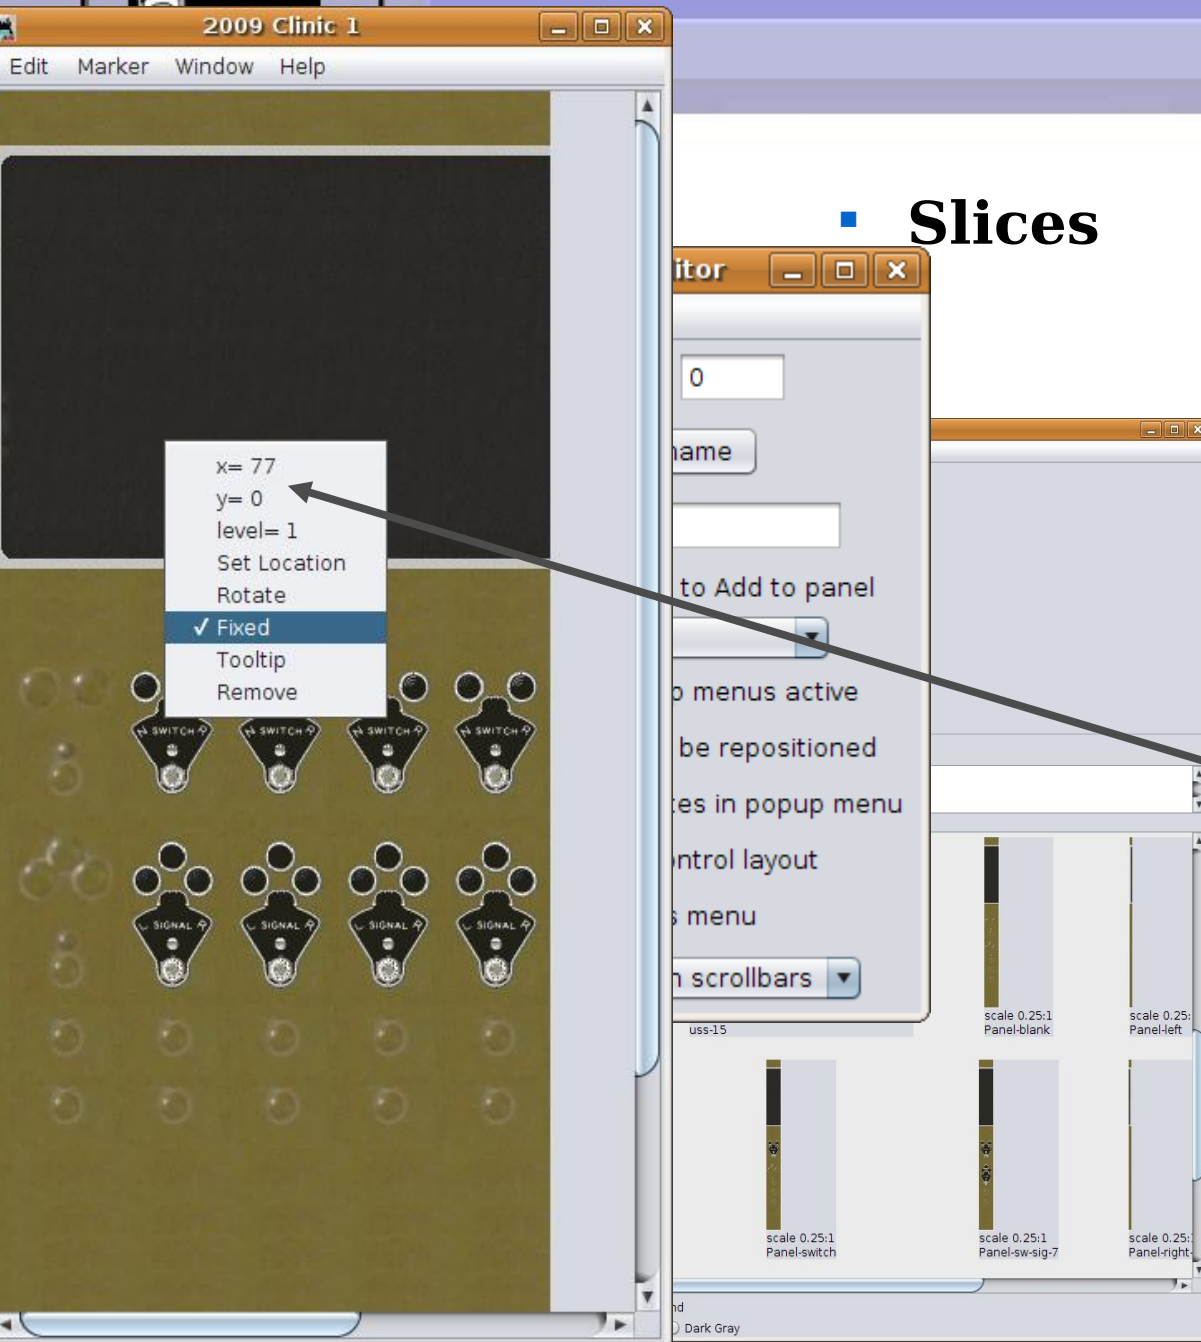 2009 Clinic 1
Edit Marker Window Help
Slices
x= 77
y= 0
level= 1
Set Location
Rotate
✓ Fixed
Tooltip
Remove
SWITCH SWITCH SWITCH SWITCH
SIGNAL SIGNAL SIGNAL SIGNAL
itor
0
name
to Add to panel
menus active
be repositioned
in popup menu
layout
menu
scrollbars
uss-15
scale 0.25:1
Panel-blank
scale 0.25:
Panel-left
scale 0.25:1
Panel-switch
scale 0.25:1
Panel-sw-sig-7
scale 0.25:
Panel-right-
nd
Dark Gray